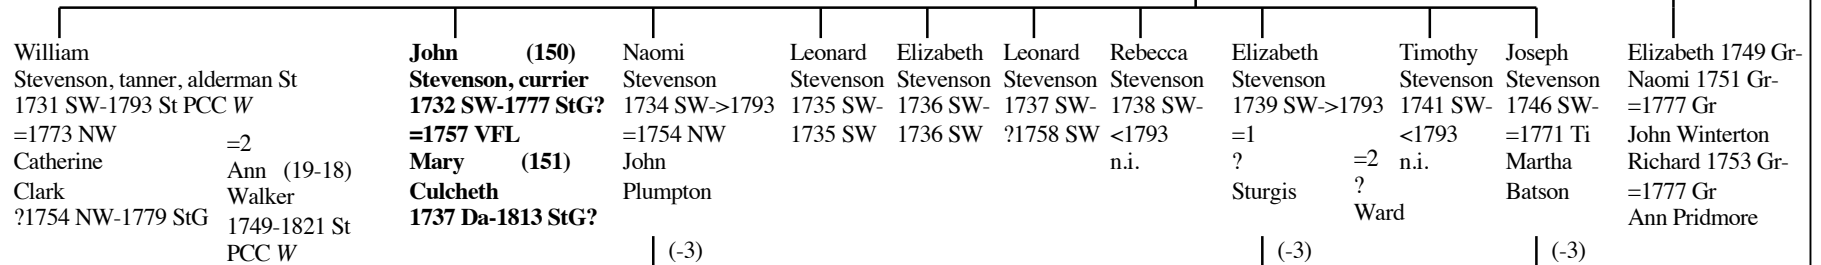 William
Stevenson, tanner, alderman St
1731 SW-1793 St PCC W
=1773 NW
Catherine
Clark
?1754 NW-1779 StG
=2
Ann (19-18)
Walker
1749-1821 St
PCC W
John (150)
Stevenson, currier
1732 SW-1777 StG?
=1757 VFL
Mary (151)
Culcheth
1737 Da-1813 StG?
Naomi
Stevenson
1734 SW->1793
=1754 NW
John
Plumpton
(-3)
Leonard
Stevenson
1735 SW-
1735 SW
Elizabeth
Stevenson
1736 SW-
1736 SW
Leonard
Stevenson
1737 SW-
?1758 SW
Rebecca
Stevenson
1738 SW-
<1793
n.i.
Elizabeth
Stevenson
1739 SW->1793
=1
?
Sturgis
=2
?
Ward
(-3)
Timothy
Stevenson
1741 SW-
<1793
n.i.
Joseph
Stevenson
1746 SW-
=1771 Ti
Martha
Batson
(-3)
Elizabeth 1749 Gr-
Naomi 1751 Gr-
=1777 Gr
John Winterton
Richard 1753 Gr-
=1777 Gr
Ann Pridmore